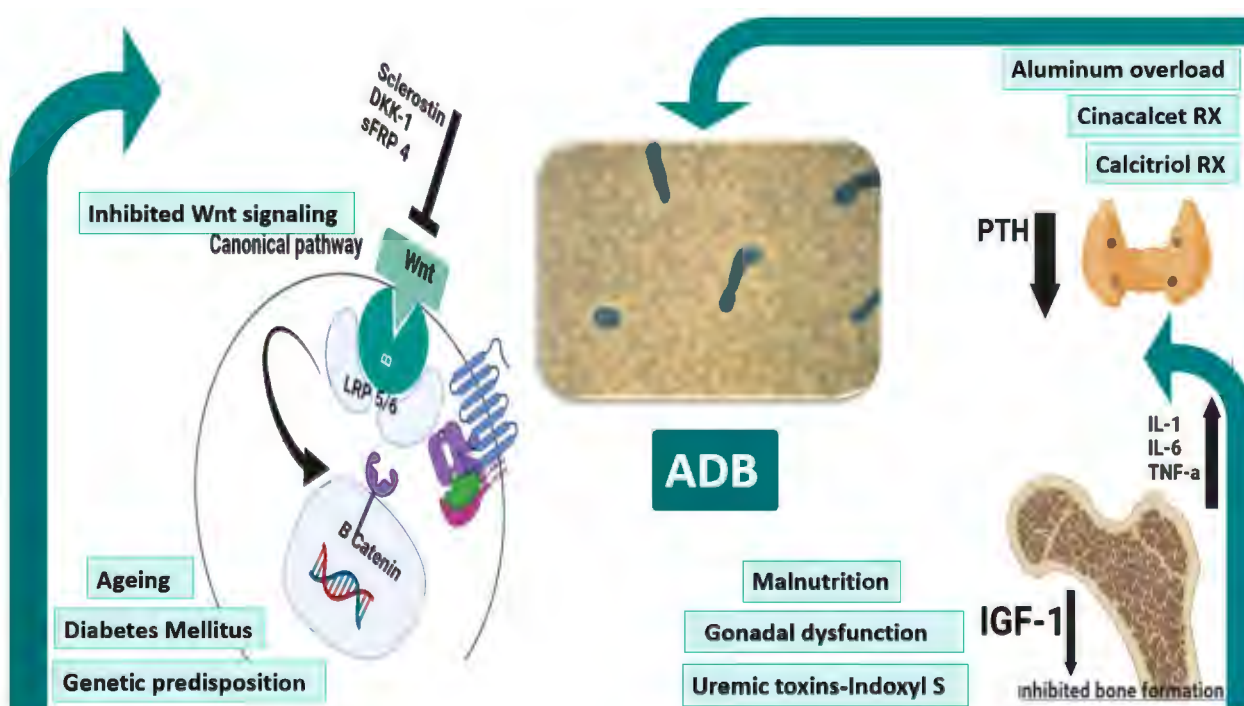 Sclerostin
DKK-1
sFRP 4
Inhibited Wnt signaling
Canonical pathway
Wnt
LRP 5/6
B Catenin
Ageing
Diabetes Mellitus
Genetic predisposition
ADB
Aluminum overload
Cinacalcet RX
Calcitriol RX
PTH
IL-1
IL-6
TNF-a
Malnutrition
Gonadal dysfunction
Uremic toxins-Indoxyl S
IGF-1
Inhibited bone formation